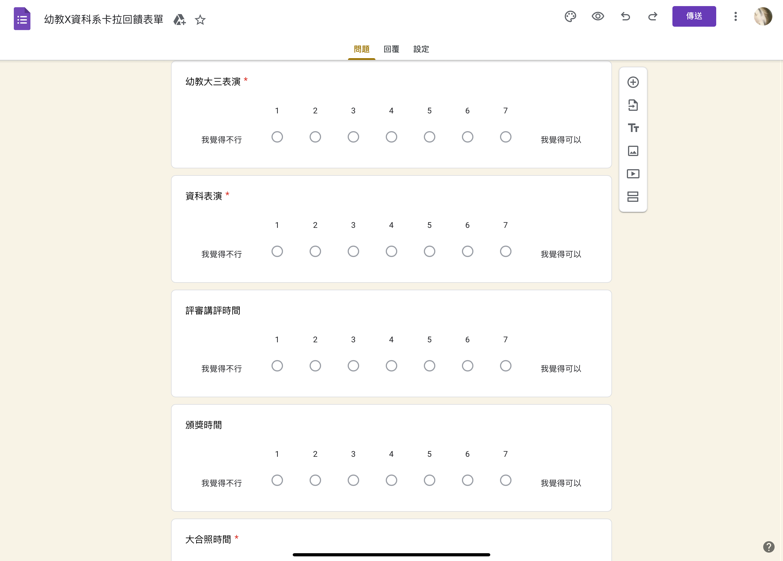 幼教X資科系卡拉回饋表單
傳送
問題 回覆 設定
幼教大三表演 *
1 2 3 4 5 6 7
我覺得不行 我覺得可以
資科表演 *
1 2 3 4 5 6 7
我覺得不行 我覺得可以
評審講評時間
1 2 3 4 5 6 7
我覺得不行 我覺得可以
頒獎時間
1 2 3 4 5 6 7
我覺得不行 我覺得可以
大合照時間 *